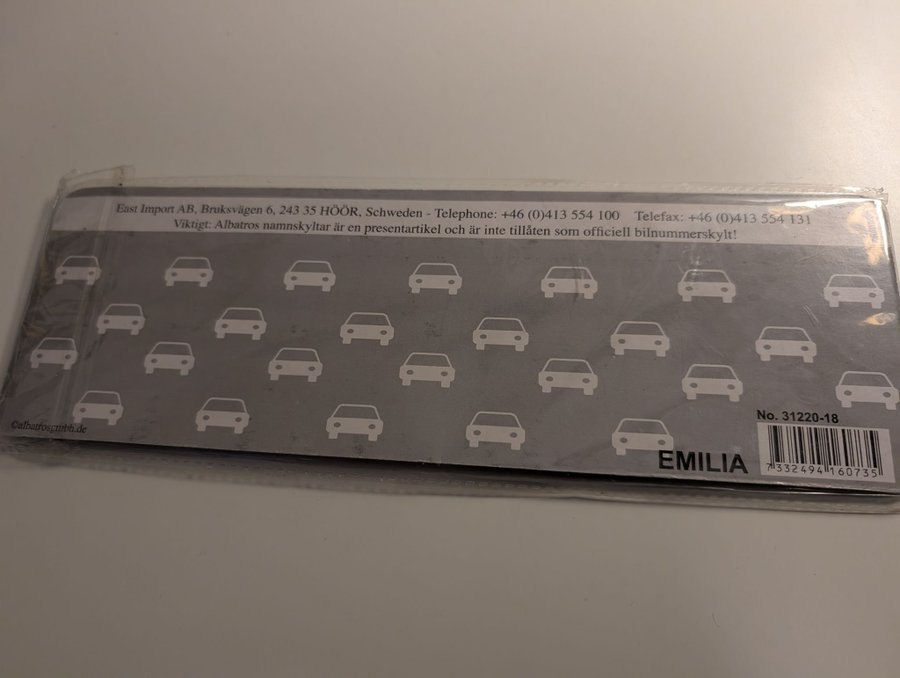 East Import AB, Bruksvägen 6, 243 35 HÖÖR, Schweden - Telephone: +46 (0)413 554 100 Telefax: +46 (0)413 554 131
Viktigt: Albatros namnskyltar är en presentartikel och är inte tillåten som officiell bilnummerskylt!
©albatrosgmbh.de
No. 31220-18
EMILIA
7 332494 160735